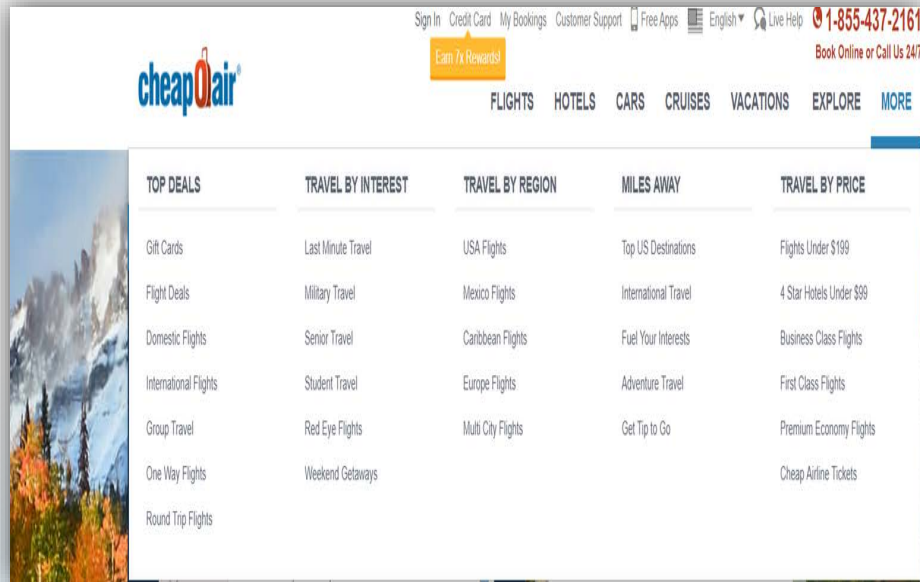 Sign In Credit Card My Bookings Customer Support Free Apps English Live Help 1-855-437-2161
Earn 7x Rewards!
Book Online or Call Us 24/7
cheapOair®
FLIGHTS HOTELS CARS CRUISES VACATIONS EXPLORE MORE
TOP DEALS
Gift Cards
Flight Deals
Domestic Flights
International Flights
Group Travel
One Way Flights
Round Trip Flights
TRAVEL BY INTEREST
Last Minute Travel
Military Travel
Senior Travel
Student Travel
Red Eye Flights
Weekend Getaways
TRAVEL BY REGION
USA Flights
Mexico Flights
Caribbean Flights
Europe Flights
Multi City Flights
MILES AWAY
Top US Destinations
International Travel
Fuel Your Interests
Adventure Travel
Get Tip to Go
TRAVEL BY PRICE
Flights Under $199
4 Star Hotels Under $99
Business Class Flights
First Class Flights
Premium Economy Flights
Cheap Airline Tickets